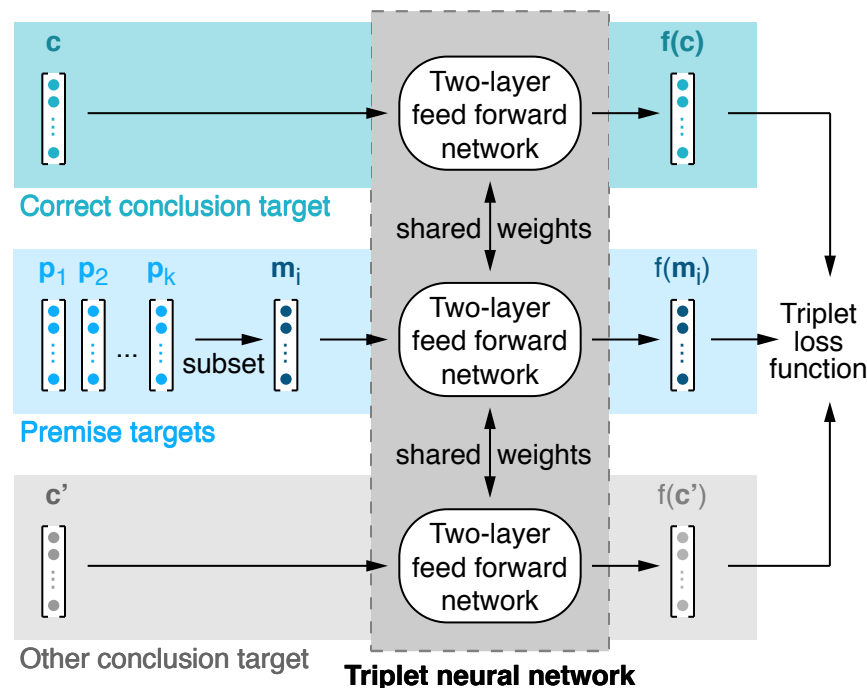 c
f(c)
Two-layer
feed forward
network
Correct conclusion target
shared weights
p1 p2 pk mi
f(mi)
Two-layer
feed forward
network
...
subset
Triplet
loss
function
Premise targets
shared weights
c'
f(c')
Two-layer
feed forward
network
Other conclusion target
Triplet neural network